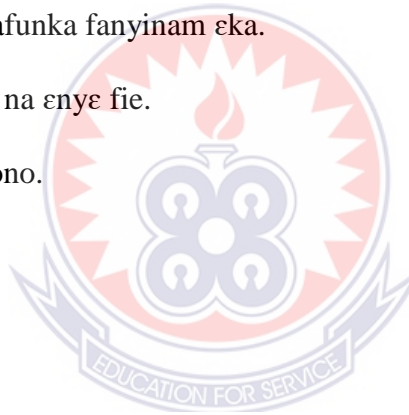 afunka fanyinam ɛka.
na ɛnyɛ fie.
ono.
EDUCATION FOR SERVICE